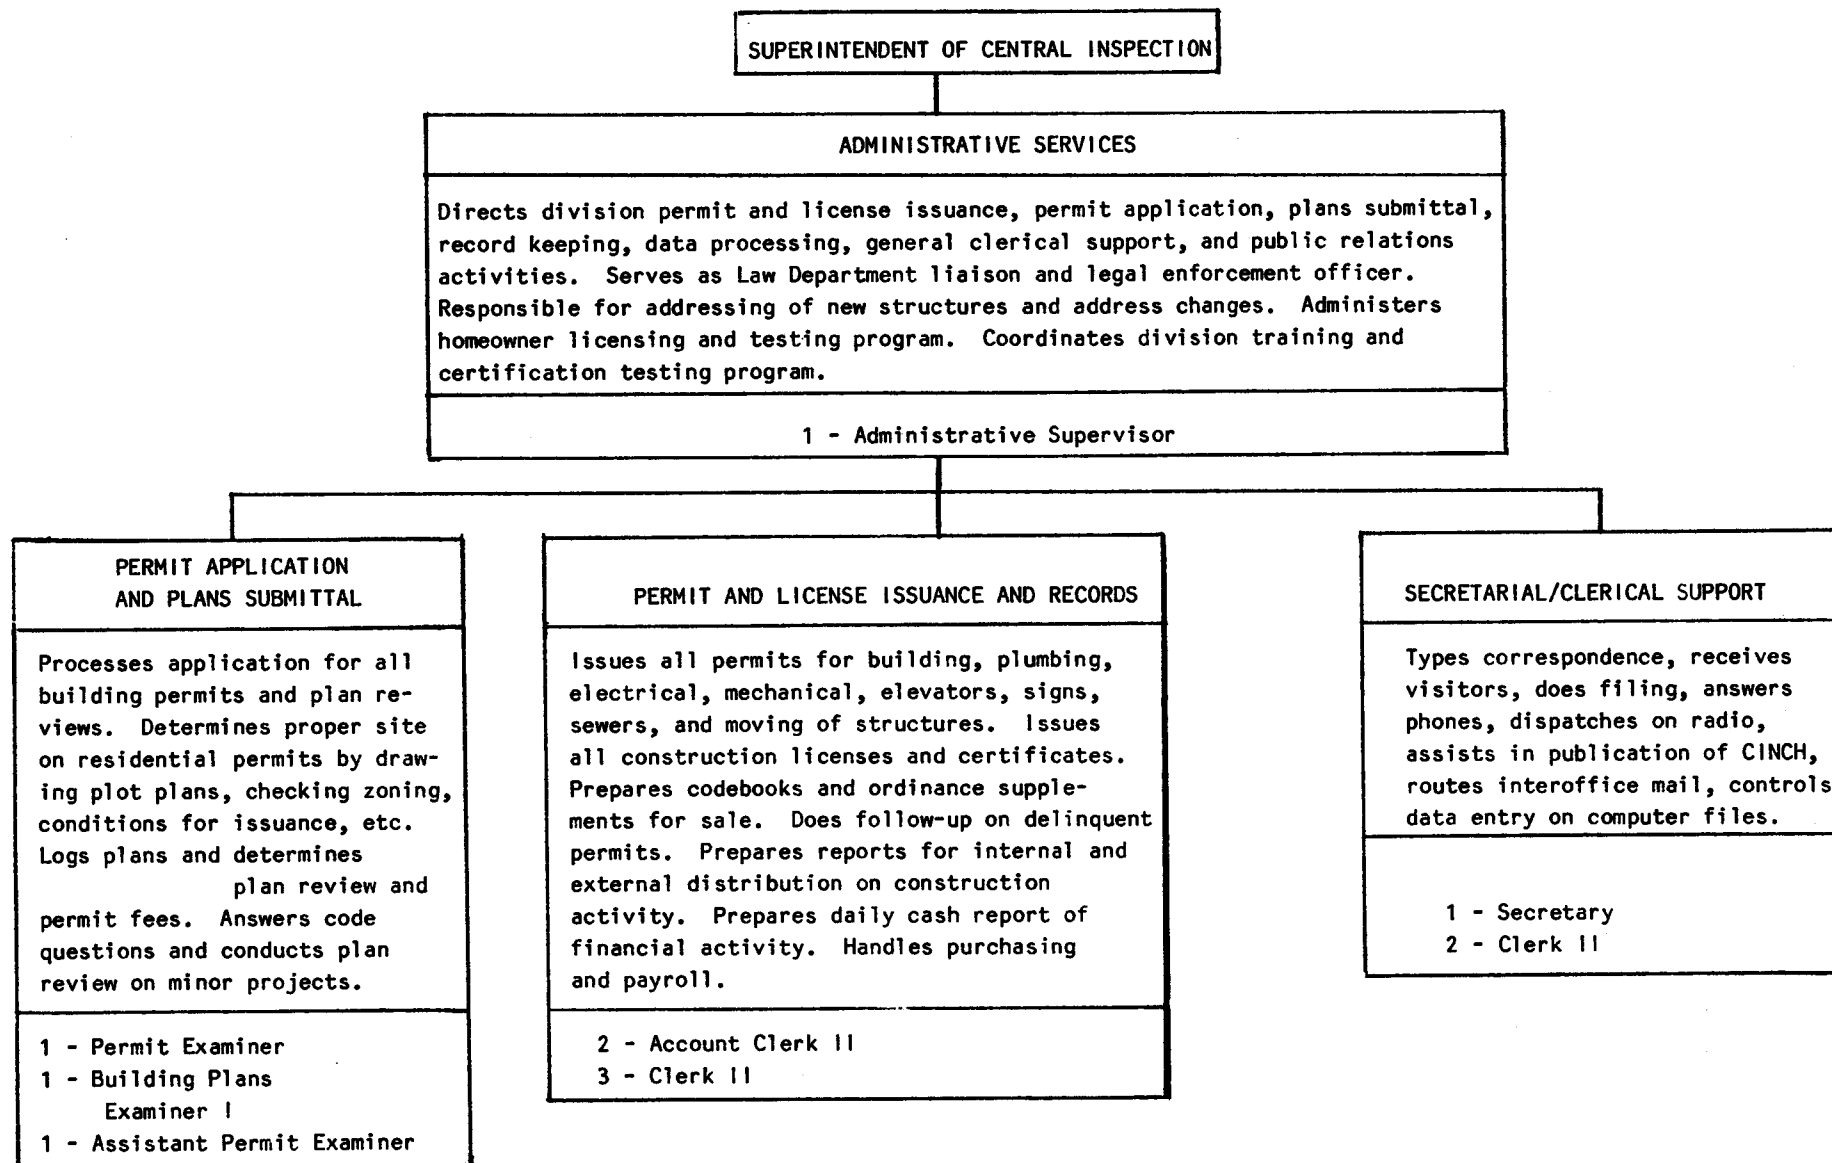 SUPERINTENDENT OF CENTRAL INSPECTION
ADMINISTRATIVE SERVICES
Directs division permit and license issuance, permit application, plans submittal,
record keeping, data processing, general clerical support, and public relations
activities. Serves as Law Department liaison and legal enforcement officer.
Responsible for addressing of new structures and address changes. Administers
homeowner licensing and testing program. Coordinates division training and
certification testing program.
1 - Administrative Supervisor
PERMIT APPLICATION
AND PLANS SUBMITTAL
Processes application for all
building permits and plan re-
views. Determines proper site
on residential permits by draw-
ing plot plans, checking zoning,
conditions for issuance, etc.
Logs plans and determines
plan review and
permit fees. Answers code
questions and conducts plan
review on minor projects.
1 - Permit Examiner
1 - Building Plans
Examiner I
1 - Assistant Permit Examiner
PERMIT AND LICENSE ISSUANCE AND RECORDS
Issues all permits for building, plumbing,
electrical, mechanical, elevators, signs,
sewers, and moving of structures. Issues
all construction licenses and certificates.
Prepares codebooks and ordinance supple-
ments for sale. Does follow-up on delinquent
permits. Prepares reports for internal and
external distribution on construction
activity. Prepares daily cash report of
financial activity. Handles purchasing
and payroll.
2 - Account Clerk II
3 - Clerk II
SECRETARIAL/CLERICAL SUPPORT
Types correspondence, receives
visitors, does filing, answers
phones, dispatches on radio,
assists in publication of CINCH,
routes interoffice mail, controls
data entry on computer files.
1 - Secretary
2 - Clerk II